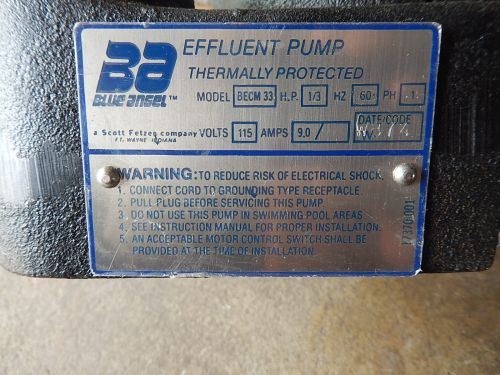 Ba
BLUE ANGEL™
EFFLUENT PUMP
THERMALLY PROTECTED
MODEL BECM 33 H.P. 1/3 HZ 60 PH 1
a Scott Fetzer company
FT. WAYNE INDIANA
VOLTS 115 AMPS 9.0/
DATE/CODE
WARNING: TO REDUCE RISK OF ELECTRICAL SHOCK.
1. CONNECT CORD TO GROUNDING TYPE RECEPTACLE.
2. PULL PLUG BEFORE SERVICING THIS PUMP.
3. DO NOT USE THIS PUMP IN SWIMMING POOL AREAS.
4. SEE INSTRUCTION MANUAL FOR PROPER INSTALLATION.
5. AN ACCEPTABLE MOTOR CONTROL SWITCH SHALL BE
PROVIDED AT THE TIME OF INSTALLATION.